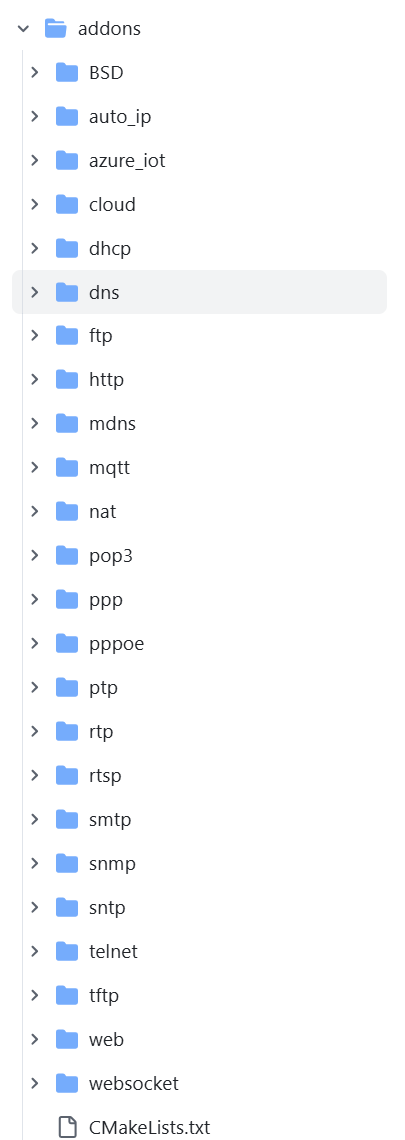 addons
BSD
auto_ip
azure_iot
cloud
dhcp
dns
ftp
http
mdns
mqtt
nat
pop3
ppp
pppoe
ptp
rtp
rtsp
smtp
snmp
sntp
telnet
tftp
web
websocket
CMakeLists.txt